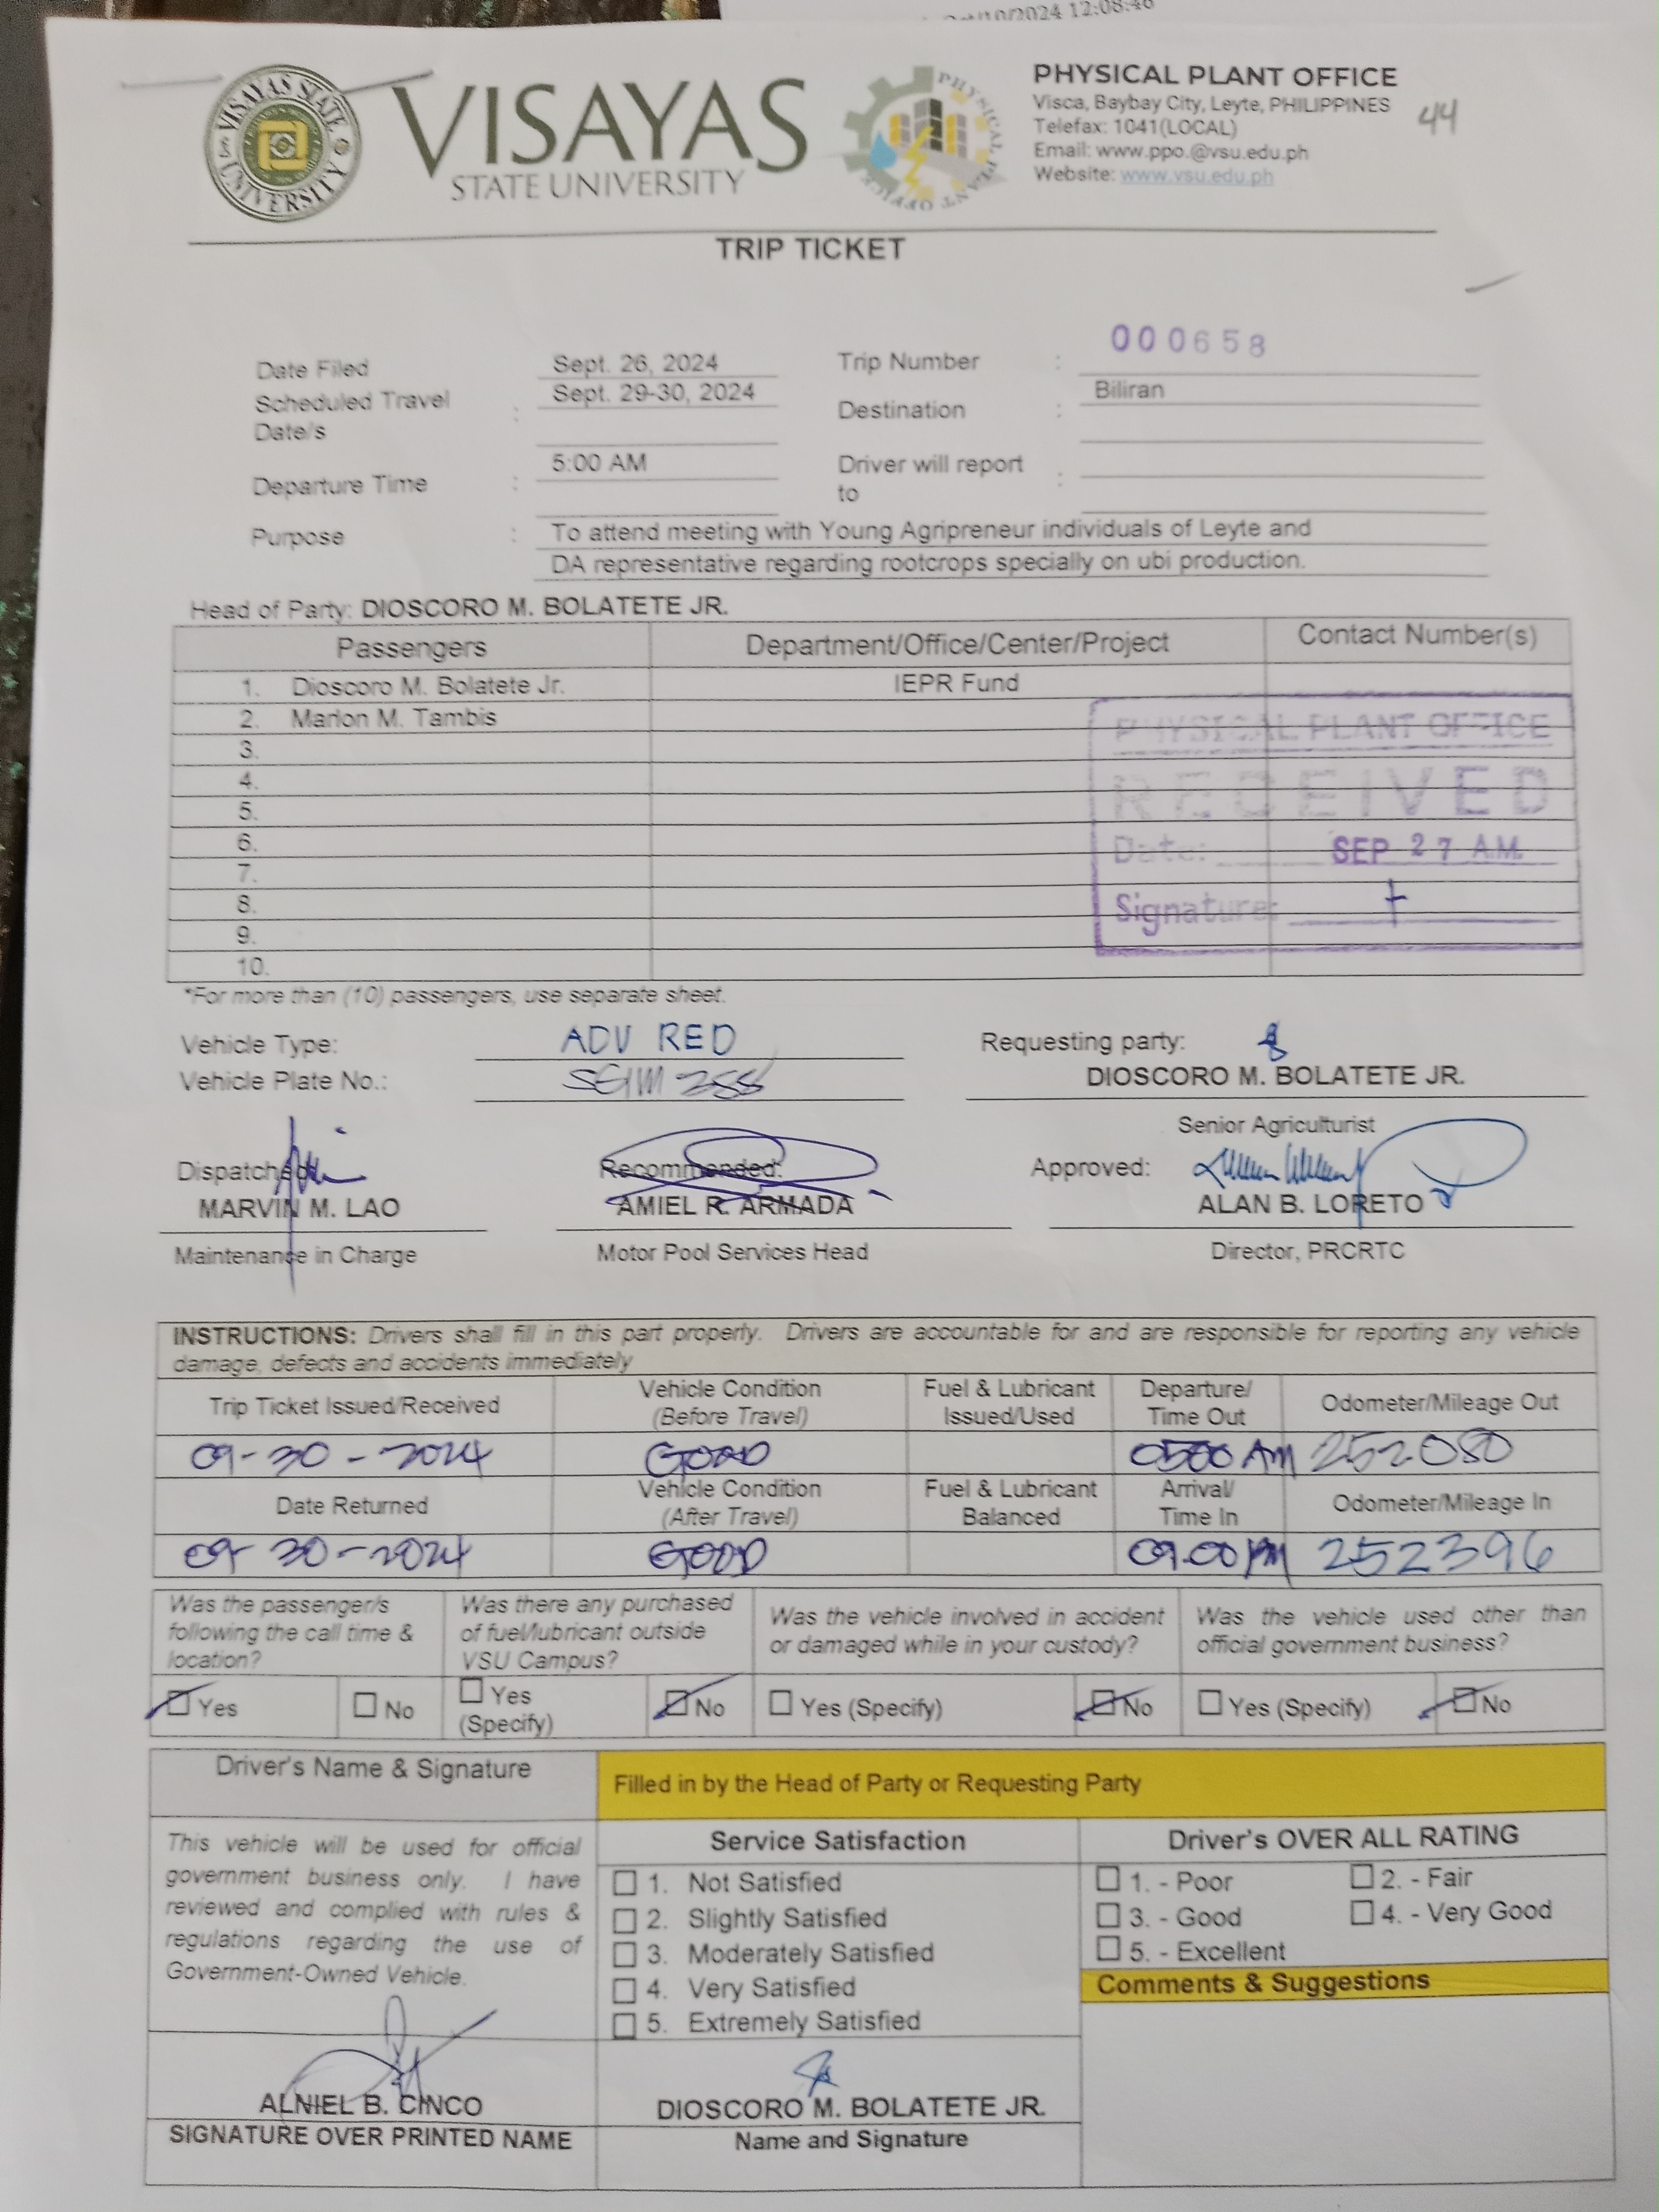 10/2024 12:08:46
VISAYAS STATE UNIVERSITY
VISAYAS
STATE UNIVERSITY
PHYSICAL PLANT OFFICE
PHYSICAL PLANT OFFICE
Visca, Baybay City, Leyte, PHILIPPINES
Telefax: 1041(LOCAL)
Email: www.ppo.@vsu.edu.ph
Website: www.vsu.edu.ph
44
TRIP TICKET
Date Filed Sept. 26, 2024 Trip Number : 000658
Scheduled Travel Date/s : Sept. 29-30, 2024 Destination : Biliran
Departure Time : 5:00 AM Driver will report to :
Purpose : To attend meeting with Young Agripreneur individuals of Leyte and
DA representative regarding rootcrops specially on ubi production.
Head of Party: DIOSCORO M. BOLATETE JR.
Passengers Department/Office/Center/Project Contact Number(s)
1. Dioscoro M. Bolatete Jr. IEPR Fund
2. Marlon M. Tambis
3.
4.
5.
6.
7.
8.
9.
10.
PHYSICAL PLANT OFFICE
RECEIVED
Date: SEP 27 A.M.
Signature:
*For more than (10) passengers, use separate sheet.
Vehicle Type: ADV RED Requesting party:
Vehicle Plate No.: DIOSCORO M. BOLATETE JR.
Senior Agriculturist
Dispatched Recommended: Approved:
MARVIN M. LAO AMIEL R. ARMADA ALAN B. LORETO
Maintenance in Charge Motor Pool Services Head Director, PRCRTC
INSTRUCTIONS: Drivers shall fill in this part properly. Drivers are accountable for and are responsible for reporting any vehicle
damage, defects and accidents immediately
Trip Ticket Issued/Received Vehicle Condition (Before Travel) Fuel & Lubricant Issued/Used Departure/ Time Out Odometer/Mileage Out
09-30-2024 GOOD 0500 AM 252080
Date Returned Vehicle Condition (After Travel) Fuel & Lubricant Balanced Arrival/ Time In Odometer/Mileage In
09-30-2024 GOOD 09:00 PM 252396
Was the passenger/s following the call time & location? Was there any purchased of fuel/lubricant outside VSU Campus? Was the vehicle involved in accident or damaged while in your custody? Was the vehicle used other than official government business?
Yes No Yes (Specify) No Yes (Specify) No Yes (Specify) No
Driver's Name & Signature Filled in by the Head of Party or Requesting Party
This vehicle will be used for official
government business only. I have
reviewed and complied with rules &
regulations regarding the use of
Government-Owned Vehicle.
Service Satisfaction
1. Not Satisfied
2. Slightly Satisfied
3. Moderately Satisfied
4. Very Satisfied
5. Extremely Satisfied
Driver's OVER ALL RATING
1. - Poor 2. - Fair
3. - Good 4. - Very Good
5. - Excellent
Comments & Suggestions
ALNIEL B. CINCO DIOSCORO M. BOLATETE JR.
SIGNATURE OVER PRINTED NAME Name and Signature